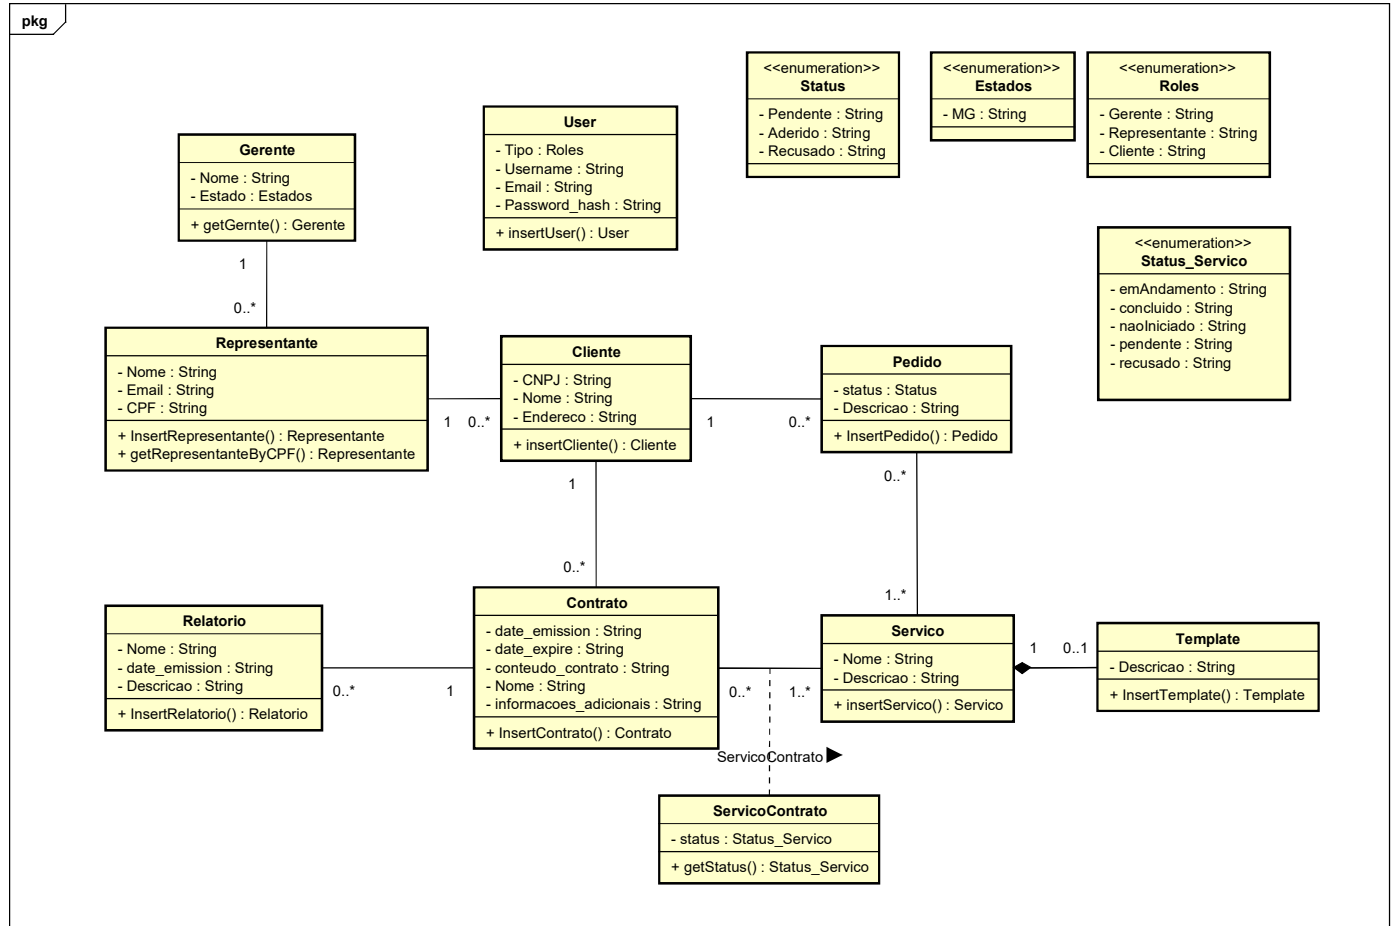 pkg
<<enumeration>>
Status
- Pendente : String
- Aderido : String
- Recusado : String
<<enumeration>>
Estados
- MG : String
<<enumeration>>
Roles
- Gerente : String
- Representante : String
- Cliente : String
User
- Tipo : Roles
- Username : String
- Email : String
- Password_hash : String
+ insertUser() : User
Gerente
- Nome : String
- Estado : Estados
+ getGernte() : Gerente
<<enumeration>>
Status_Servico
- emAndamento : String
- concluido : String
- naoIniciado : String
- pendente : String
- recusado : String
1
0..*
Representante
- Nome : String
- Email : String
- CPF : String
+ InsertRepresentante() : Representante
+ getRepresentanteByCPF() : Representante
1 0..*
Cliente
- CNPJ : String
- Nome : String
- Endereco : String
+ insertCliente() : Cliente
1 0..*
Pedido
- status : Status
- Descricao : String
+ InsertPedido() : Pedido
1
0..*
0..*
1..*
Relatorio
- Nome : String
- date_emission : String
- Descricao : String
+ InsertRelatorio() : Relatorio
0..* 1
Contrato
- date_emission : String
- date_expire : String
- conteudo_contrato : String
- Nome : String
- informacoes_adicionais : String
+ InsertContrato() : Contrato
0..* 1..*
Servico
- Nome : String
- Descricao : String
+ insertServico() : Servico
1 0..1
Template
- Descricao : String
+ InsertTemplate() : Template
ServicoContrato
ServicoContrato
- status : Status_Servico
+ getStatus() : Status_Servico